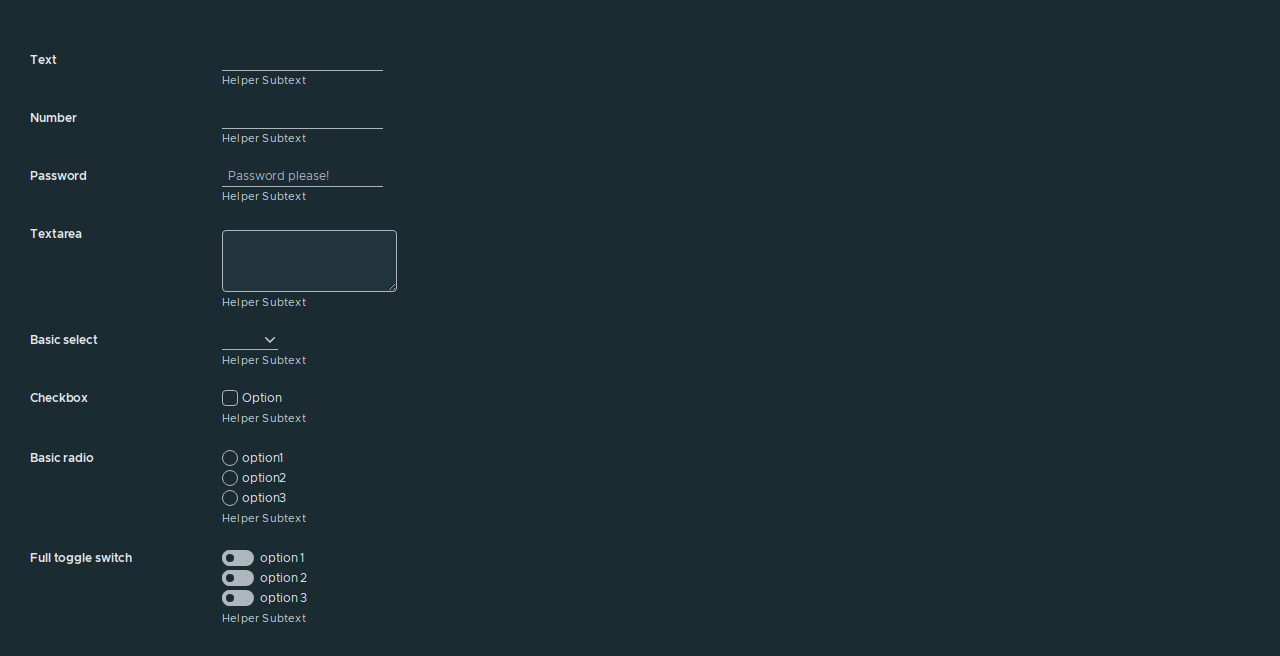 Text
Helper Subtext
Number
Helper Subtext
Password Password please!
Helper Subtext
Textarea
Helper Subtext
Basic select
Helper Subtext
Checkbox Option
Helper Subtext
Basic radio option1
option2
option3
Helper Subtext
Full toggle switch option 1
option 2
option 3
Helper Subtext